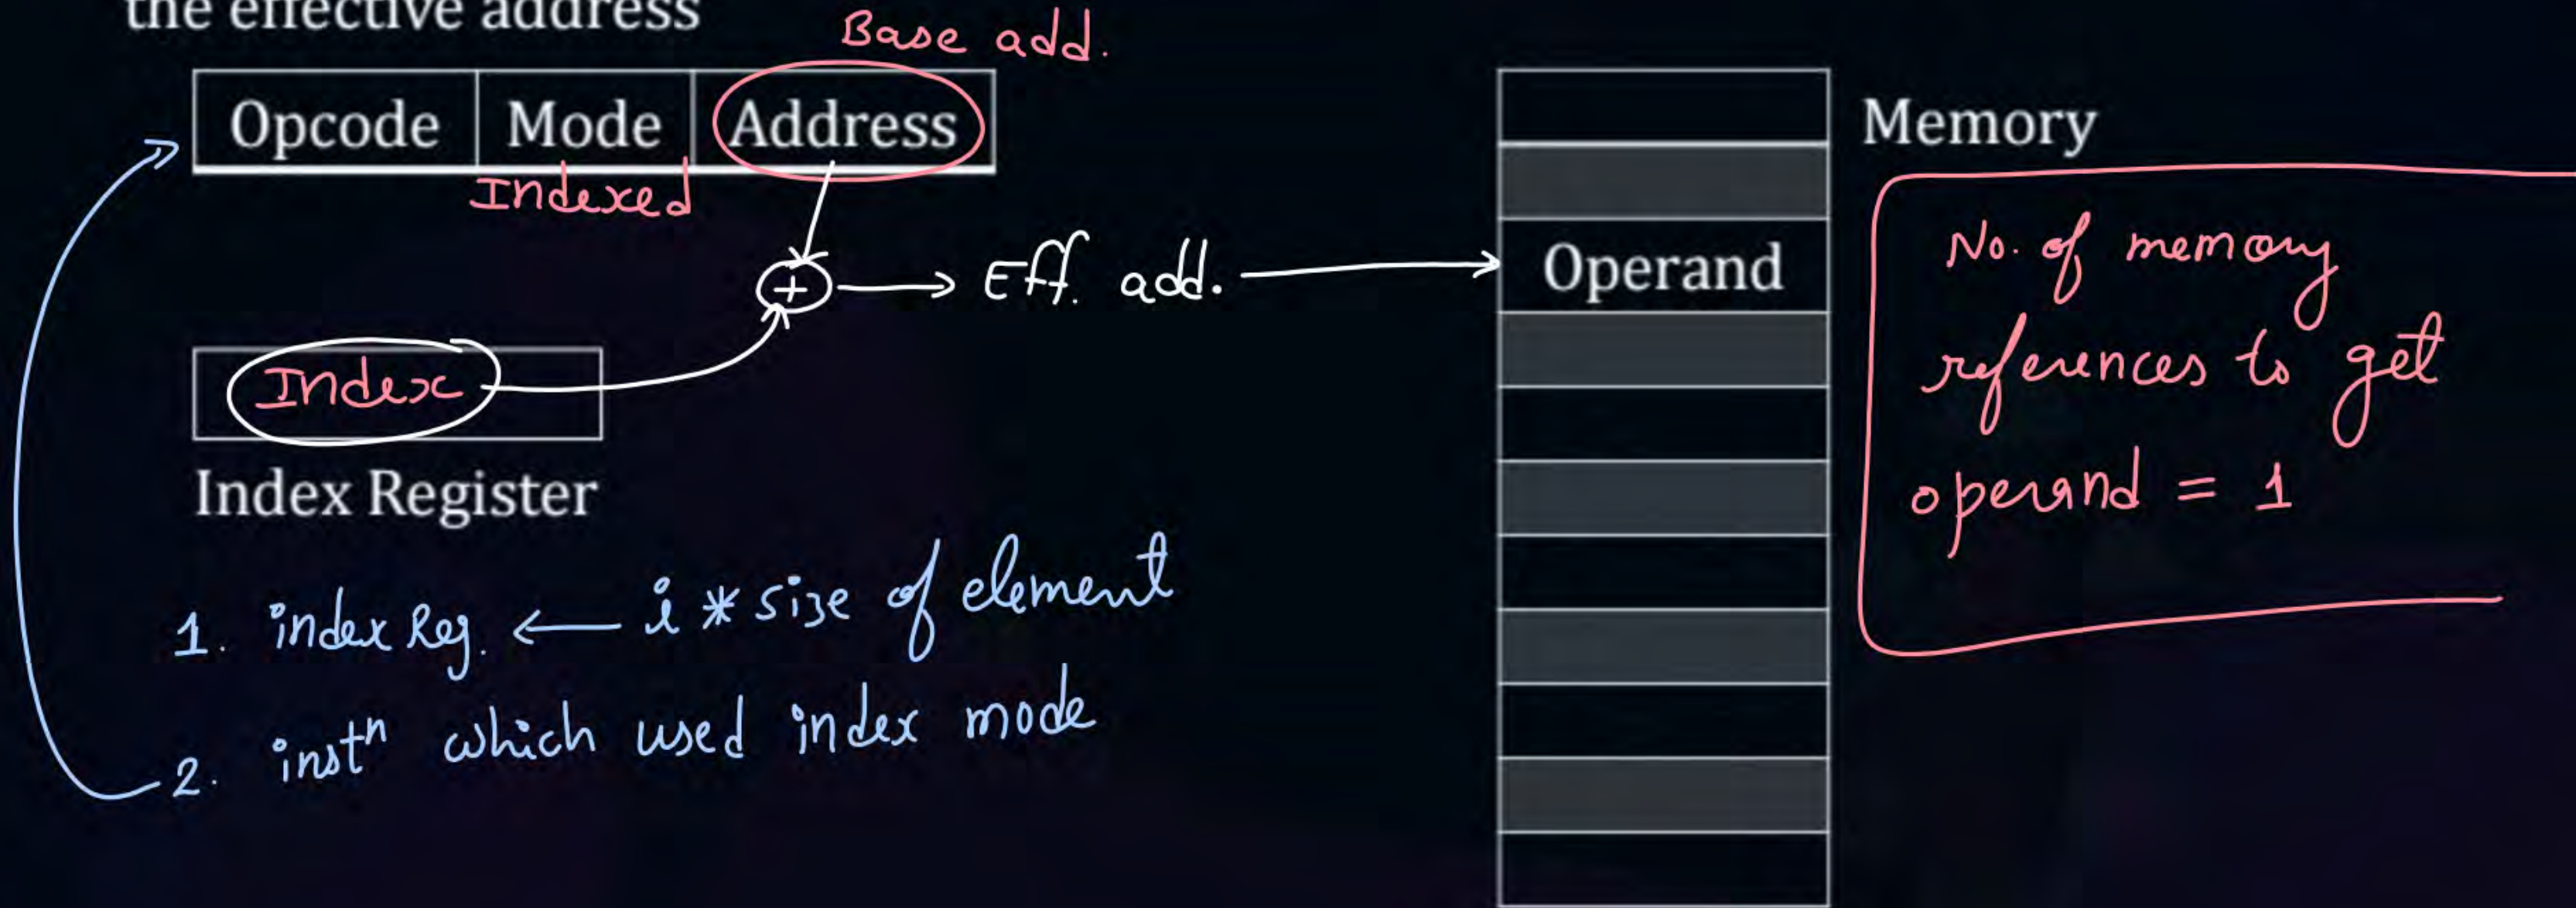 the effective address
Base add.
Opcode Mode Address
Indexed
Memory
Eff. add.
Operand
Index
Index Register
No. of memory
references to get
operand = 1
1. index Reg. ← i * size of element
2. instⁿ which used index mode